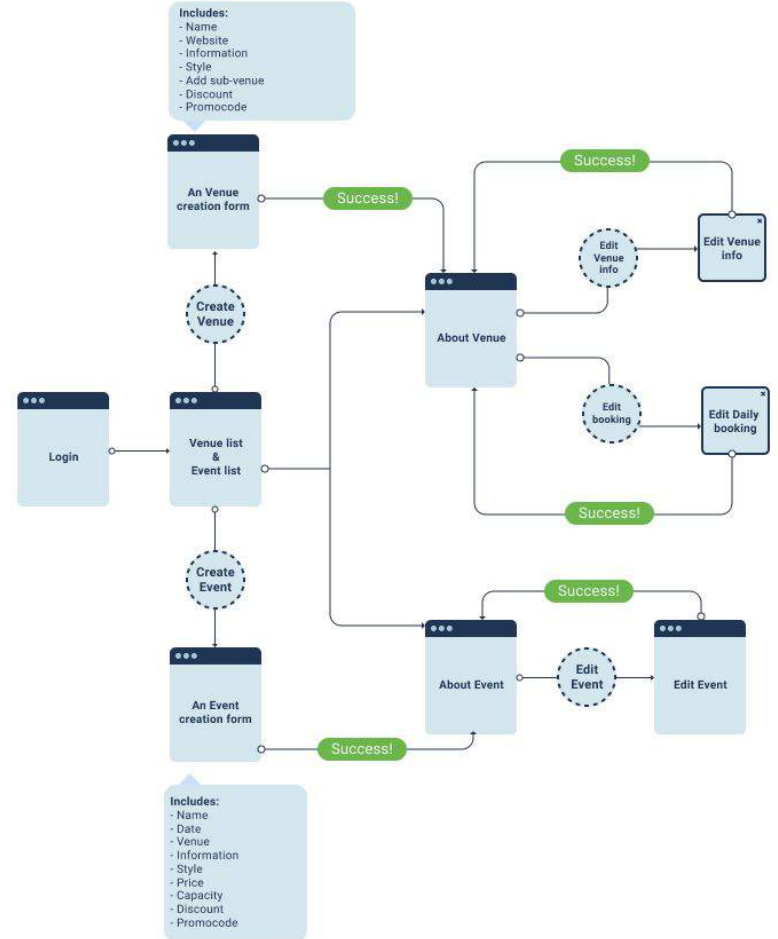 Includes:
- Name
- Website
- Information
- Style
- Add sub-venue
- Discount
- Promocode
An Venue
creation form
Success!
Success!
Edit
Venue
info
Edit Venue
info
Create
Venue
About Venue
Login
Venue list
&
Event list
Edit
booking
Edit Daily
booking
Success!
Create
Event
Success!
An Event
creation form
About Event
Edit
Event
Edit Event
Success!
Includes:
- Name
- Date
- Venue
- Information
- Style
- Price
- Capacity
- Discount
- Promocode